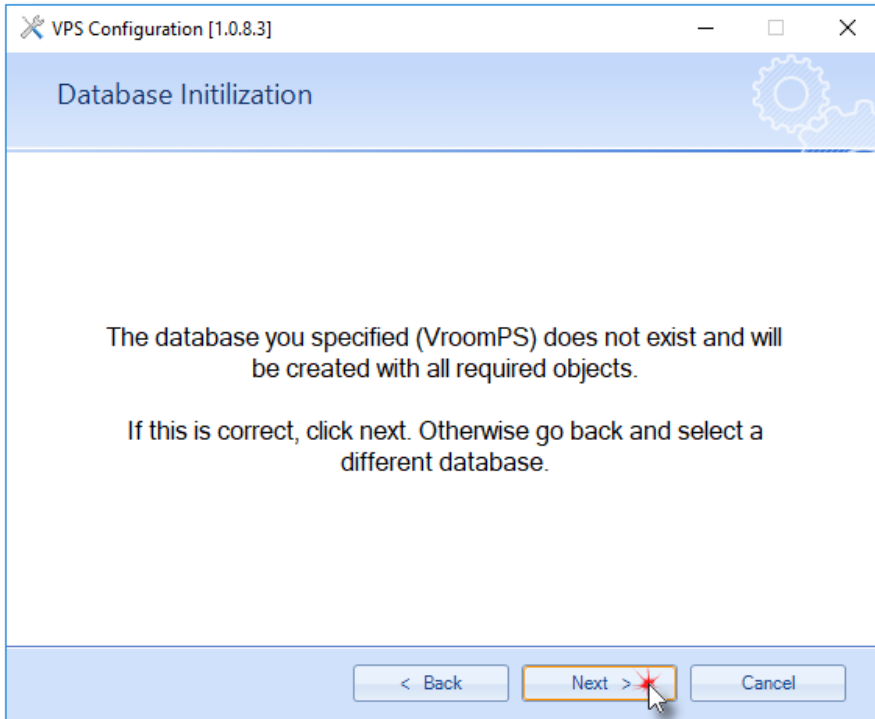 VPS Configuration [1.0.8.3]
Database Initilization
The database you specified (VroomPS) does not exist and will
be created with all required objects.
If this is correct, click next. Otherwise go back and select a
different database.
< Back
Next >
Cancel